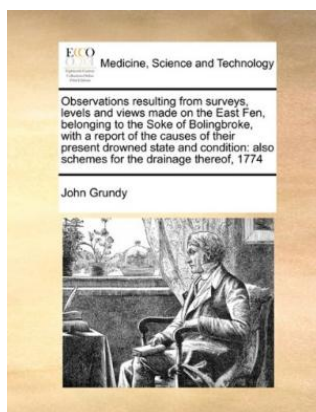 ECCO
Medicine, Science and Technology
Observations resulting from surveys,
levels and views made on the East Fen,
belonging to the Soke of Bolingbroke,
with a report of the causes of their
present drowned state and condition: also
schemes for the drainage thereof, 1774
John Grundy